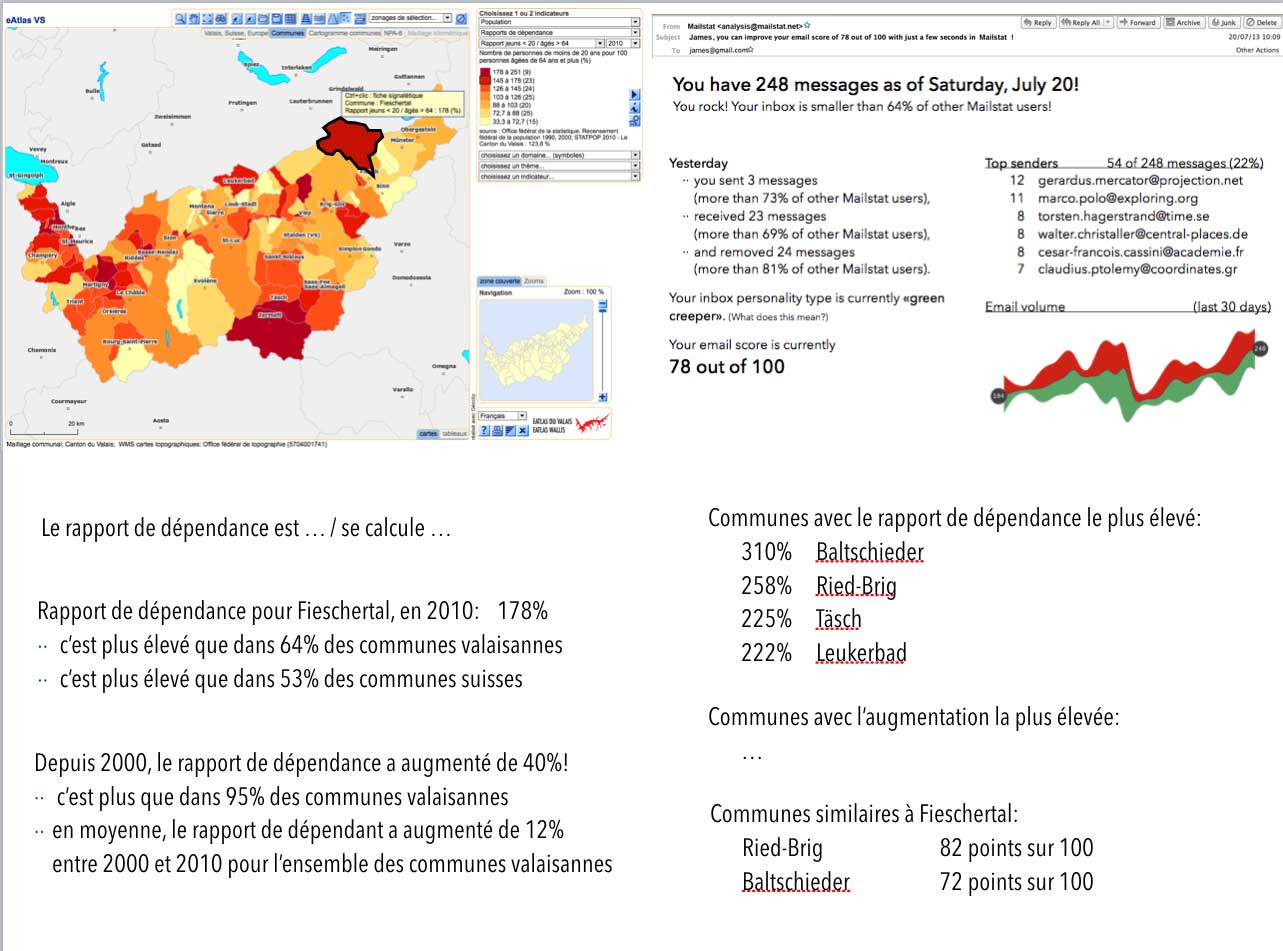 eAtlas VS
zonages de sélection...
Valais, Suisse, Europe Communes Cartogramme communes NPA-6 Maillage kilométrique
Meiringen
Spiez
Interlaken
Guttannen
Bulle
Grindelwald
Lauterbrunnen
Frutigen
Ctrl+clic : fiche signalétique
Commune : Fieschertal
Rapport jeunes < 20 / âgés > 64 : 178 (%)
Zweisimmen
Obergesteln
Münster
Gstaad
Vevey
Montreux
St-Gingolph
Binn
Leukerbad
Aigle
Montana
Sierre
Leuk-Stadt
Visp
Brig-Glis
Monthey
Bex
St-Maurice
Sion
St-Luc
Stalden (VS)
Simplon
Gondo
Varzo
Champéry
Basse-Nendaz
Riddes
Sankt-Niklaus
Domodossola
Martigny
Evolène
Saas-Fee
Saas-Almagell
Trient
Le Châble
Täsch
Orsières
Zermatt
Bourg-Saint-Pierre
Chamonix
Omegna
Varallo
Courmayeur
Aosta
0 20 km
cartes tableaux
Maillage communal: Canton du Valais; WMS cartes topographiques: Office fédéral de topographie (5704001741)
Choisissez 1 ou 2 indicateurs
Population
Rapports de dépendance
Rapport jeunes < 20 / âgés > 64 2010
Nombre de personnes de moins de 20 ans pour 100
personnes âgées de 64 ans et plus (%)
178 à 251 (9)
145 à 178 (23)
126 à 145 (24)
103 à 126 (25)
88 à 103 (20)
72,7 à 88 (25)
33,3 à 72,7 (15)
source : Office fédéral de la statistique. Recensement
fédéral de la population 1990, 2000; STATPOP 2010 - Le
Canton du Valais : 123,8 %
choisissez un domaine... (symboles)
choisissez un thème...
choisissez un indicateur...
zone couverte Zooms
Navigation Zoom : 100 %
Français
EATLAS DU VALAIS
EATLAS WALLIS
From Mailstat <analysis@mailstat.net>
Reply Reply All Forward Archive Junk Delete
Subject James, you can improve your email score of 78 out of 100 with just a few seconds in Mailstat !
20/07/13 10:09
To james@gmail.com
Other Actions
You have 248 messages as of Saturday, July 20!
You rock! Your inbox is smaller than 64% of other Mailstat users!
Yesterday
·· you sent 3 messages
(more than 73% of other Mailstat users),
·· received 23 messages
(more than 69% of other Mailstat users),
·· and removed 24 messages
(more than 81% of other Mailstat users).
Your inbox personality type is currently «green
creeper». (What does this mean?)
Your email score is currently
78 out of 100
Top senders 54 of 248 messages (22%)
12 gerardus.mercator@projection.net
11 marco.polo@exploring.org
8 torsten.hagerstrand@time.se
8 walter.christaller@central-places.de
8 cesar-francois.cassini@academie.fr
7 claudius.ptolemy@coordinates.gr
Email volume (last 30 days)
248
184
Le rapport de dépendance est … / se calcule …
Rapport de dépendance pour Fieschertal, en 2010: 178%
·· c’est plus élevé que dans 64% des communes valaisannes
·· c’est plus élevé que dans 53% des communes suisses
Depuis 2000, le rapport de dépendance a augmenté de 40%!
·· c’est plus que dans 95% des communes valaisannes
·· en moyenne, le rapport de dépendant a augmenté de 12%
entre 2000 et 2010 pour l’ensemble des communes valaisannes
Communes avec le rapport de dépendance le plus élevé:
310% Baltschieder
258% Ried-Brig
225% Täsch
222% Leukerbad
Communes avec l’augmentation la plus élevée:
…
Communes similaires à Fieschertal:
Ried-Brig 82 points sur 100
Baltschieder 72 points sur 100